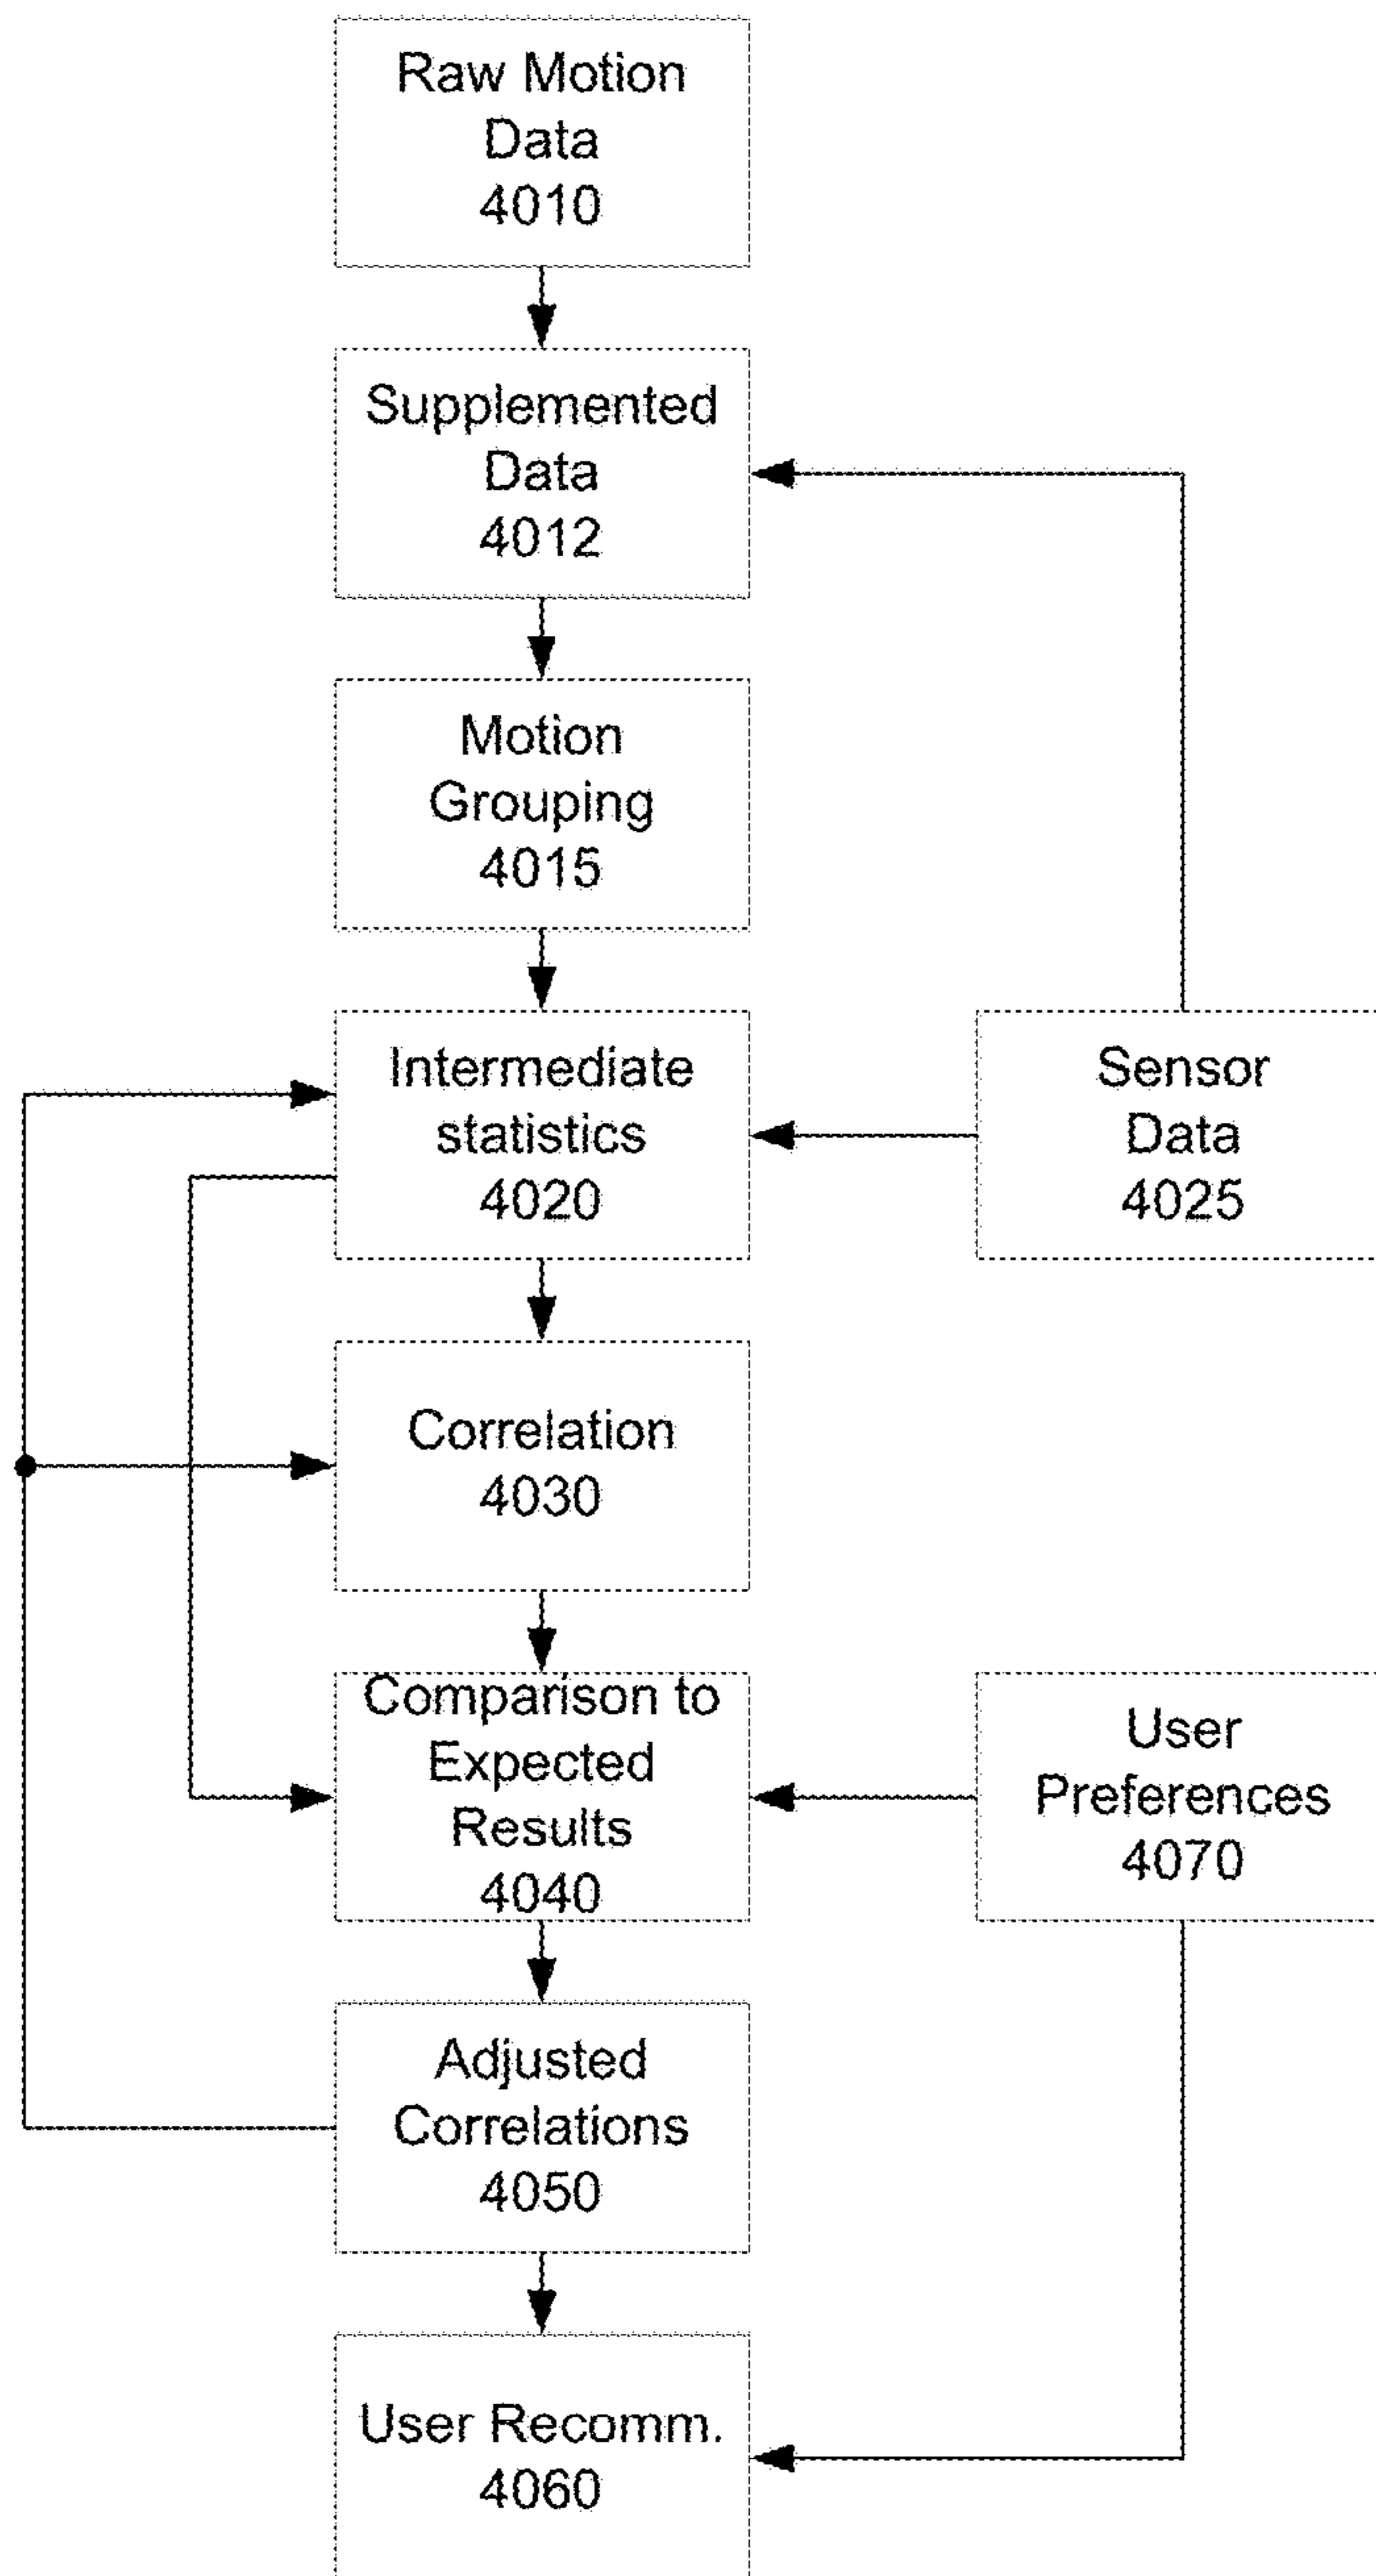 Raw Motion
Data
4010
Supplemented
Data
4012
Motion
Grouping
4015
Intermediate
statistics
4020
Sensor
Data
4025
Correlation
4030
Comparison to
Expected
Results
4040
User
Preferences
4070
Adjusted
Correlations
4050
User Recomm.
4060